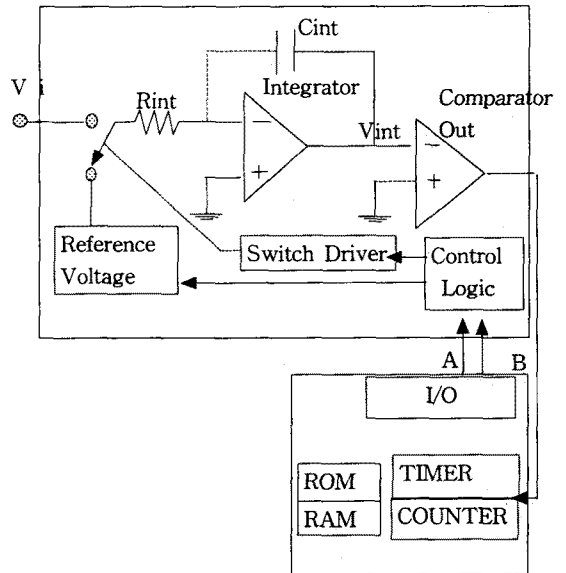 Cint
V i
Rint
Integrator
Comparator
Vint
Out
−
+
−
+
Reference
Voltage
Switch Driver
Control
Logic
A
B
I/O
ROM
RAM
TIMER
COUNTER